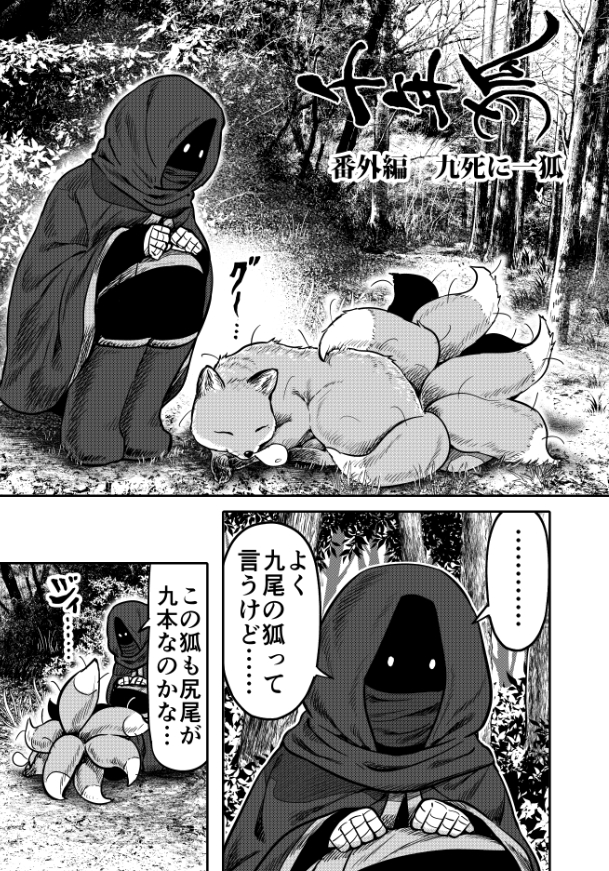 番外編 九死に一狐
グー…
…………
よく
九尾の狐って
言うけど……
この狐も尻尾が
九本なのかな…
ジィ……